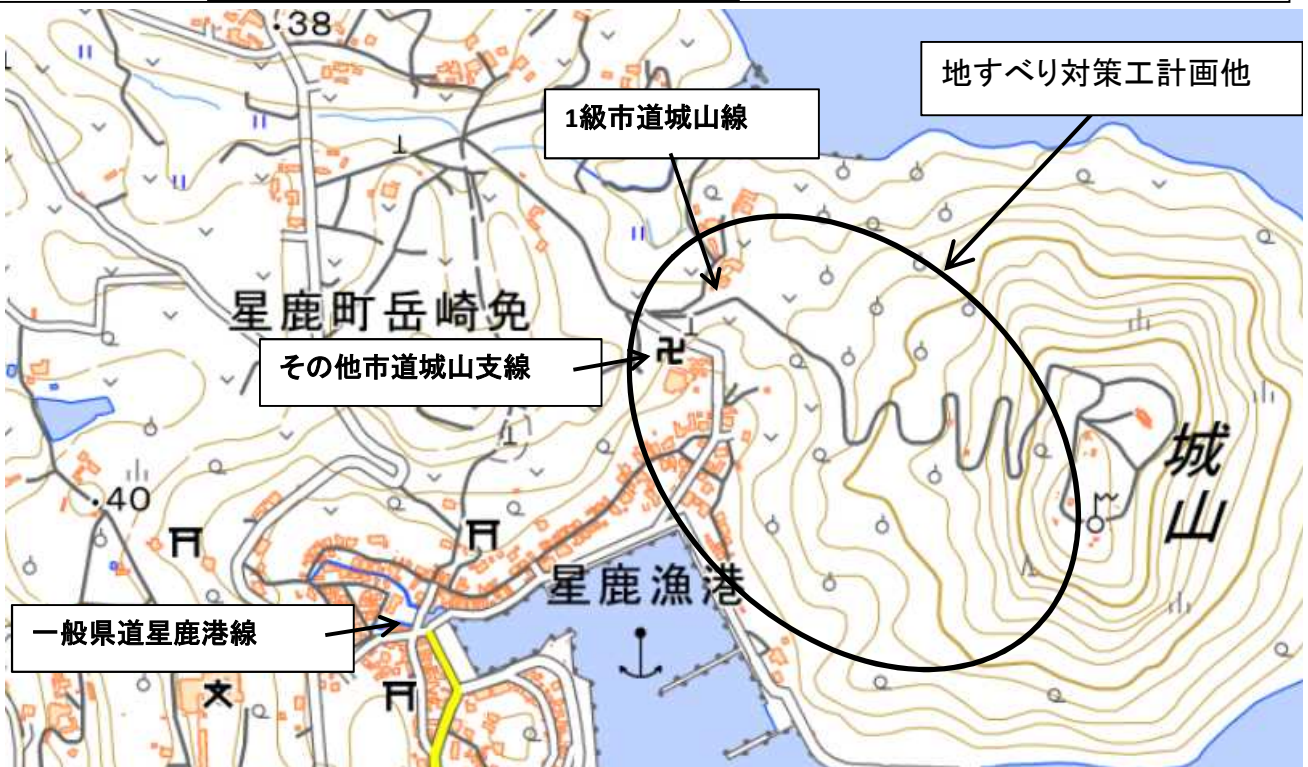 ・38
地すべり対策工計画他
1級市道城山線
星鹿町岳崎免
その他市道城山支線
城山
・40
星鹿漁港
一般県道星鹿港線